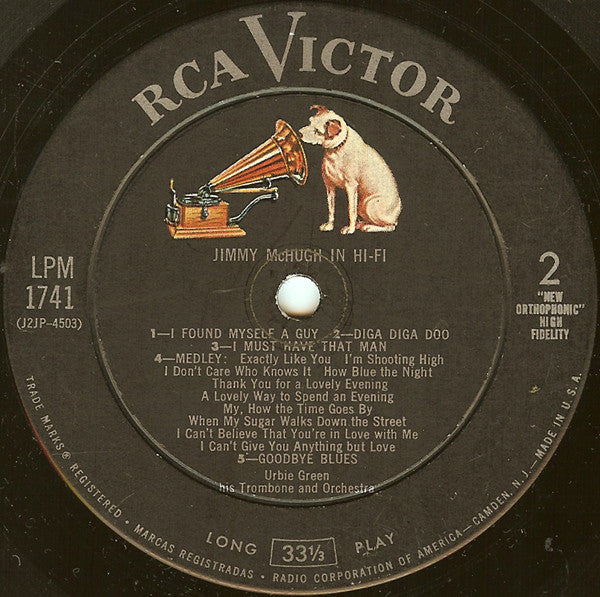 RCA VICTOR
JIMMY McHUGH IN HI-FI
LPM
1741
(J2JP-4503)
2
"NEW
ORTHOPHONIC"
HIGH
FIDELITY
1—I FOUND MYSELF A GUY 2—DIGA DIGA DOO
3—I MUST HAVE THAT MAN
4—MEDLEY: Exactly Like You I'm Shooting High
I Don't Care Who Knows It How Blue the Night
Thank You for a Lovely Evening
A Lovely Way to Spend an Evening
My, How the Time Goes By
When My Sugar Walks Down the Street
I Can't Believe That You're in Love with Me
I Can't Give You Anything but Love
5—GOODBYE BLUES
Urbie Green
his Trombone and Orchestra
LONG 33⅓ PLAY
TRADE MARKS ® REGISTERED • MARCAS REGISTRADAS • RADIO CORPORATION OF AMERICA—CAMDEN, N.J.—MADE IN U.S.A.